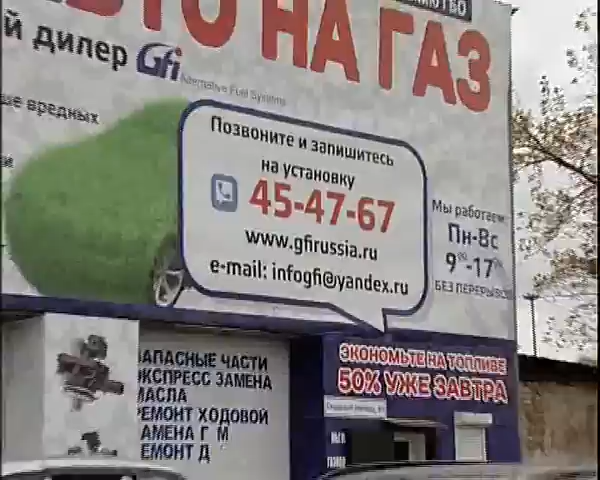 НА ГАЗ
й дилер Gfi
Alternative Fuel Systems
ше вредных
Позвоните и запишитесь
на установку
45-47-67
www.gfirussia.ru
e-mail: infogfi@yandex.ru
Мы работаем
Пн-Вс
9⁰⁰-17⁰⁰
БЕЗ ПЕРЕРЫВОВ
ЭКОНОМЬТЕ НА ТОПЛИВЕ
50% УЖЕ ЗАВТРА
ЗАПАСНЫЕ ЧАСТИ
ЭКСПРЕСС ЗАМЕНА
МАСЛА
РЕМОНТ ХОДОВОЙ
ЗАМЕНА Г М
РЕМОНТ Д